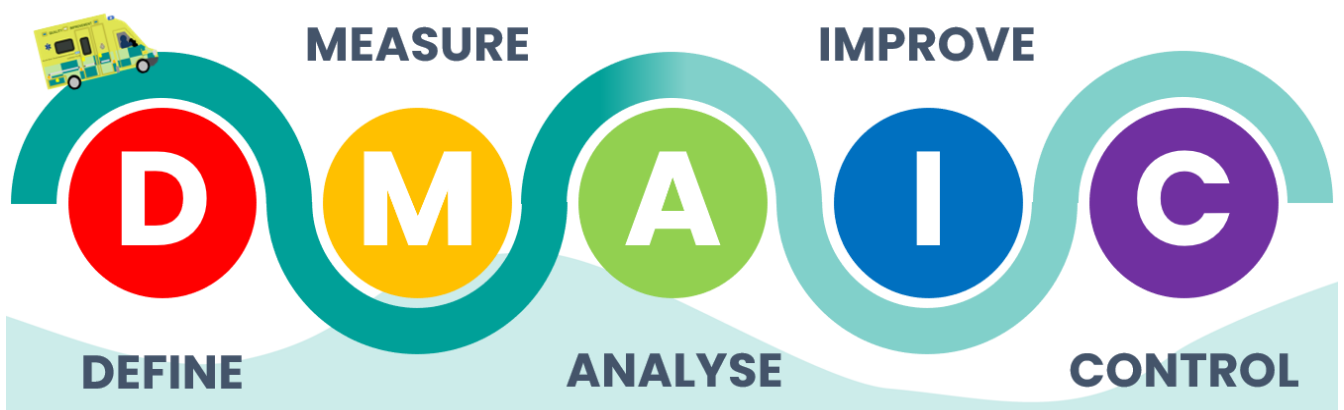 MEASURE
IMPROVE
D
M
A
I
C
DEFINE
ANALYSE
CONTROL